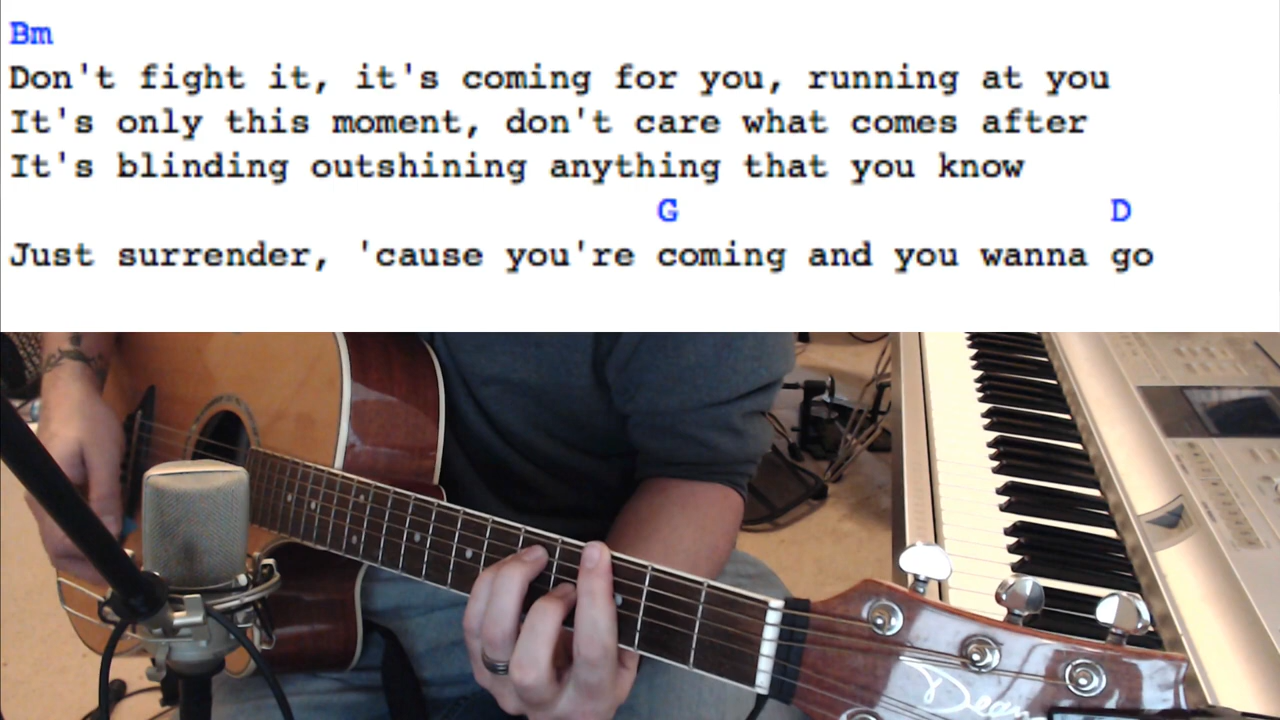 Bm
Don't fight it, it's coming for you, running at you
It's only this moment, don't care what comes after
It's blinding outshining anything that you know
G D
Just surrender, 'cause you're coming and you wanna go
Dean